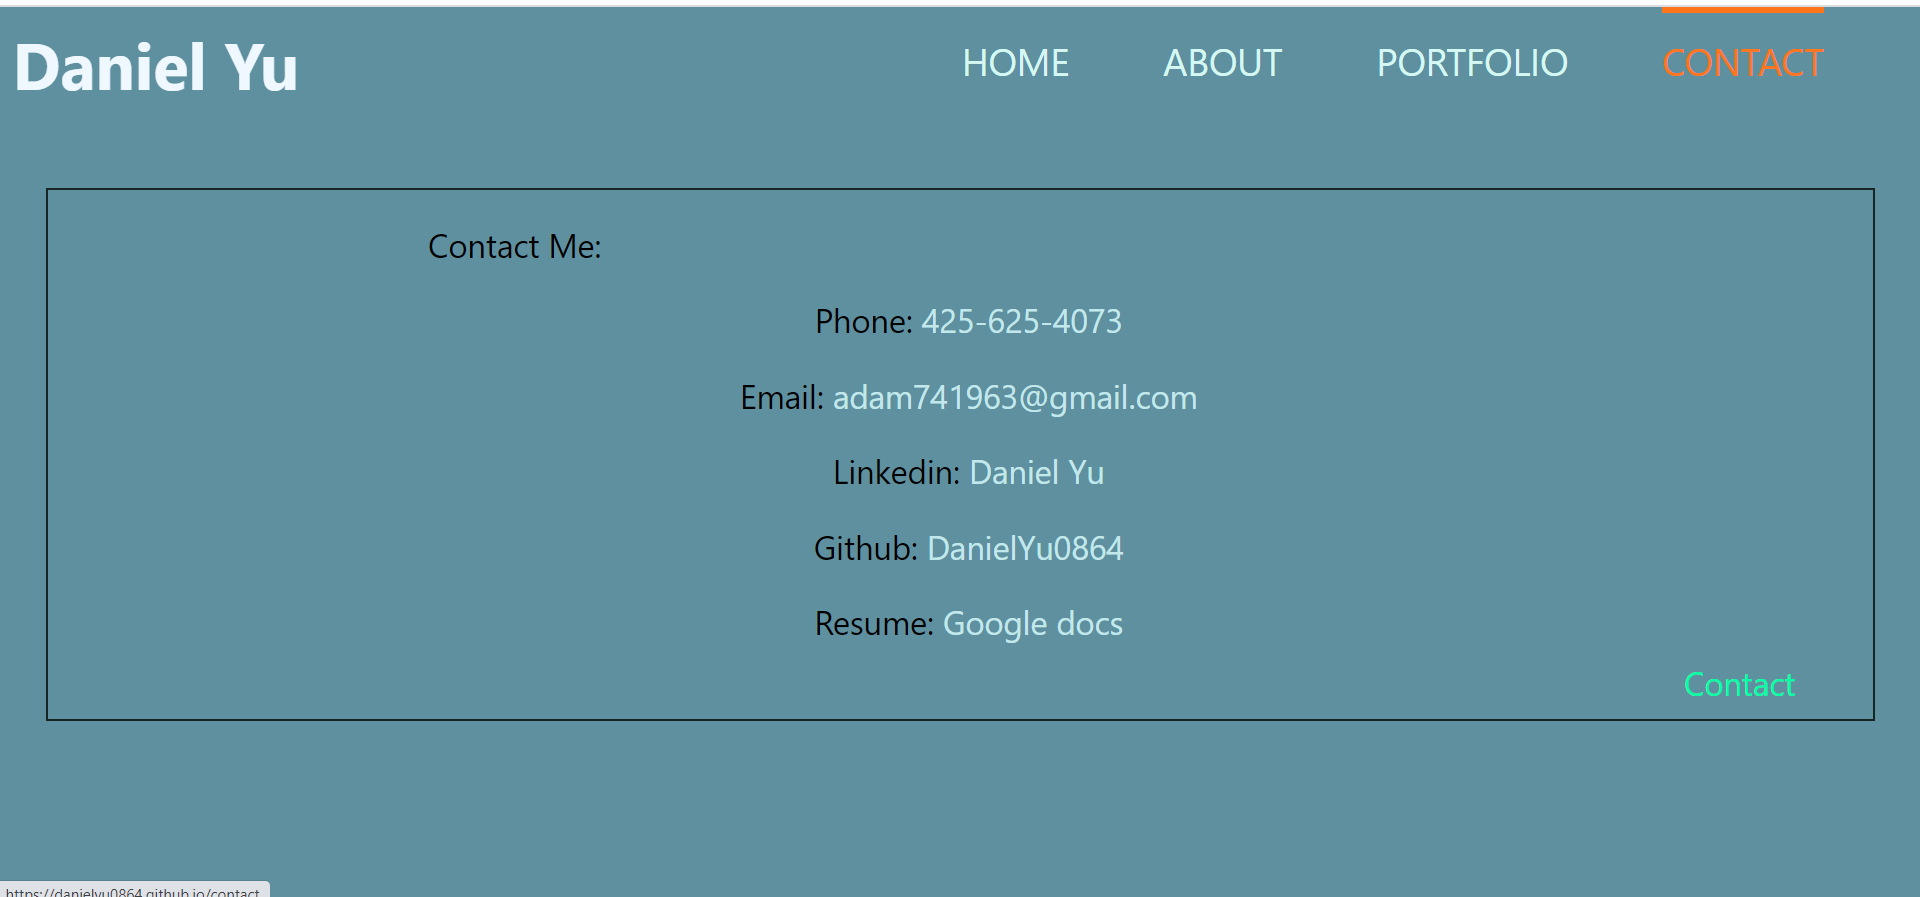 Daniel Yu
HOME ABOUT PORTFOLIO CONTACT
Contact Me:
Phone: 425-625-4073
Email: adam741963@gmail.com
Linkedin: Daniel Yu
Github: DanielYu0864
Resume: Google docs
Contact
https://danielyu0864.github.io/contact